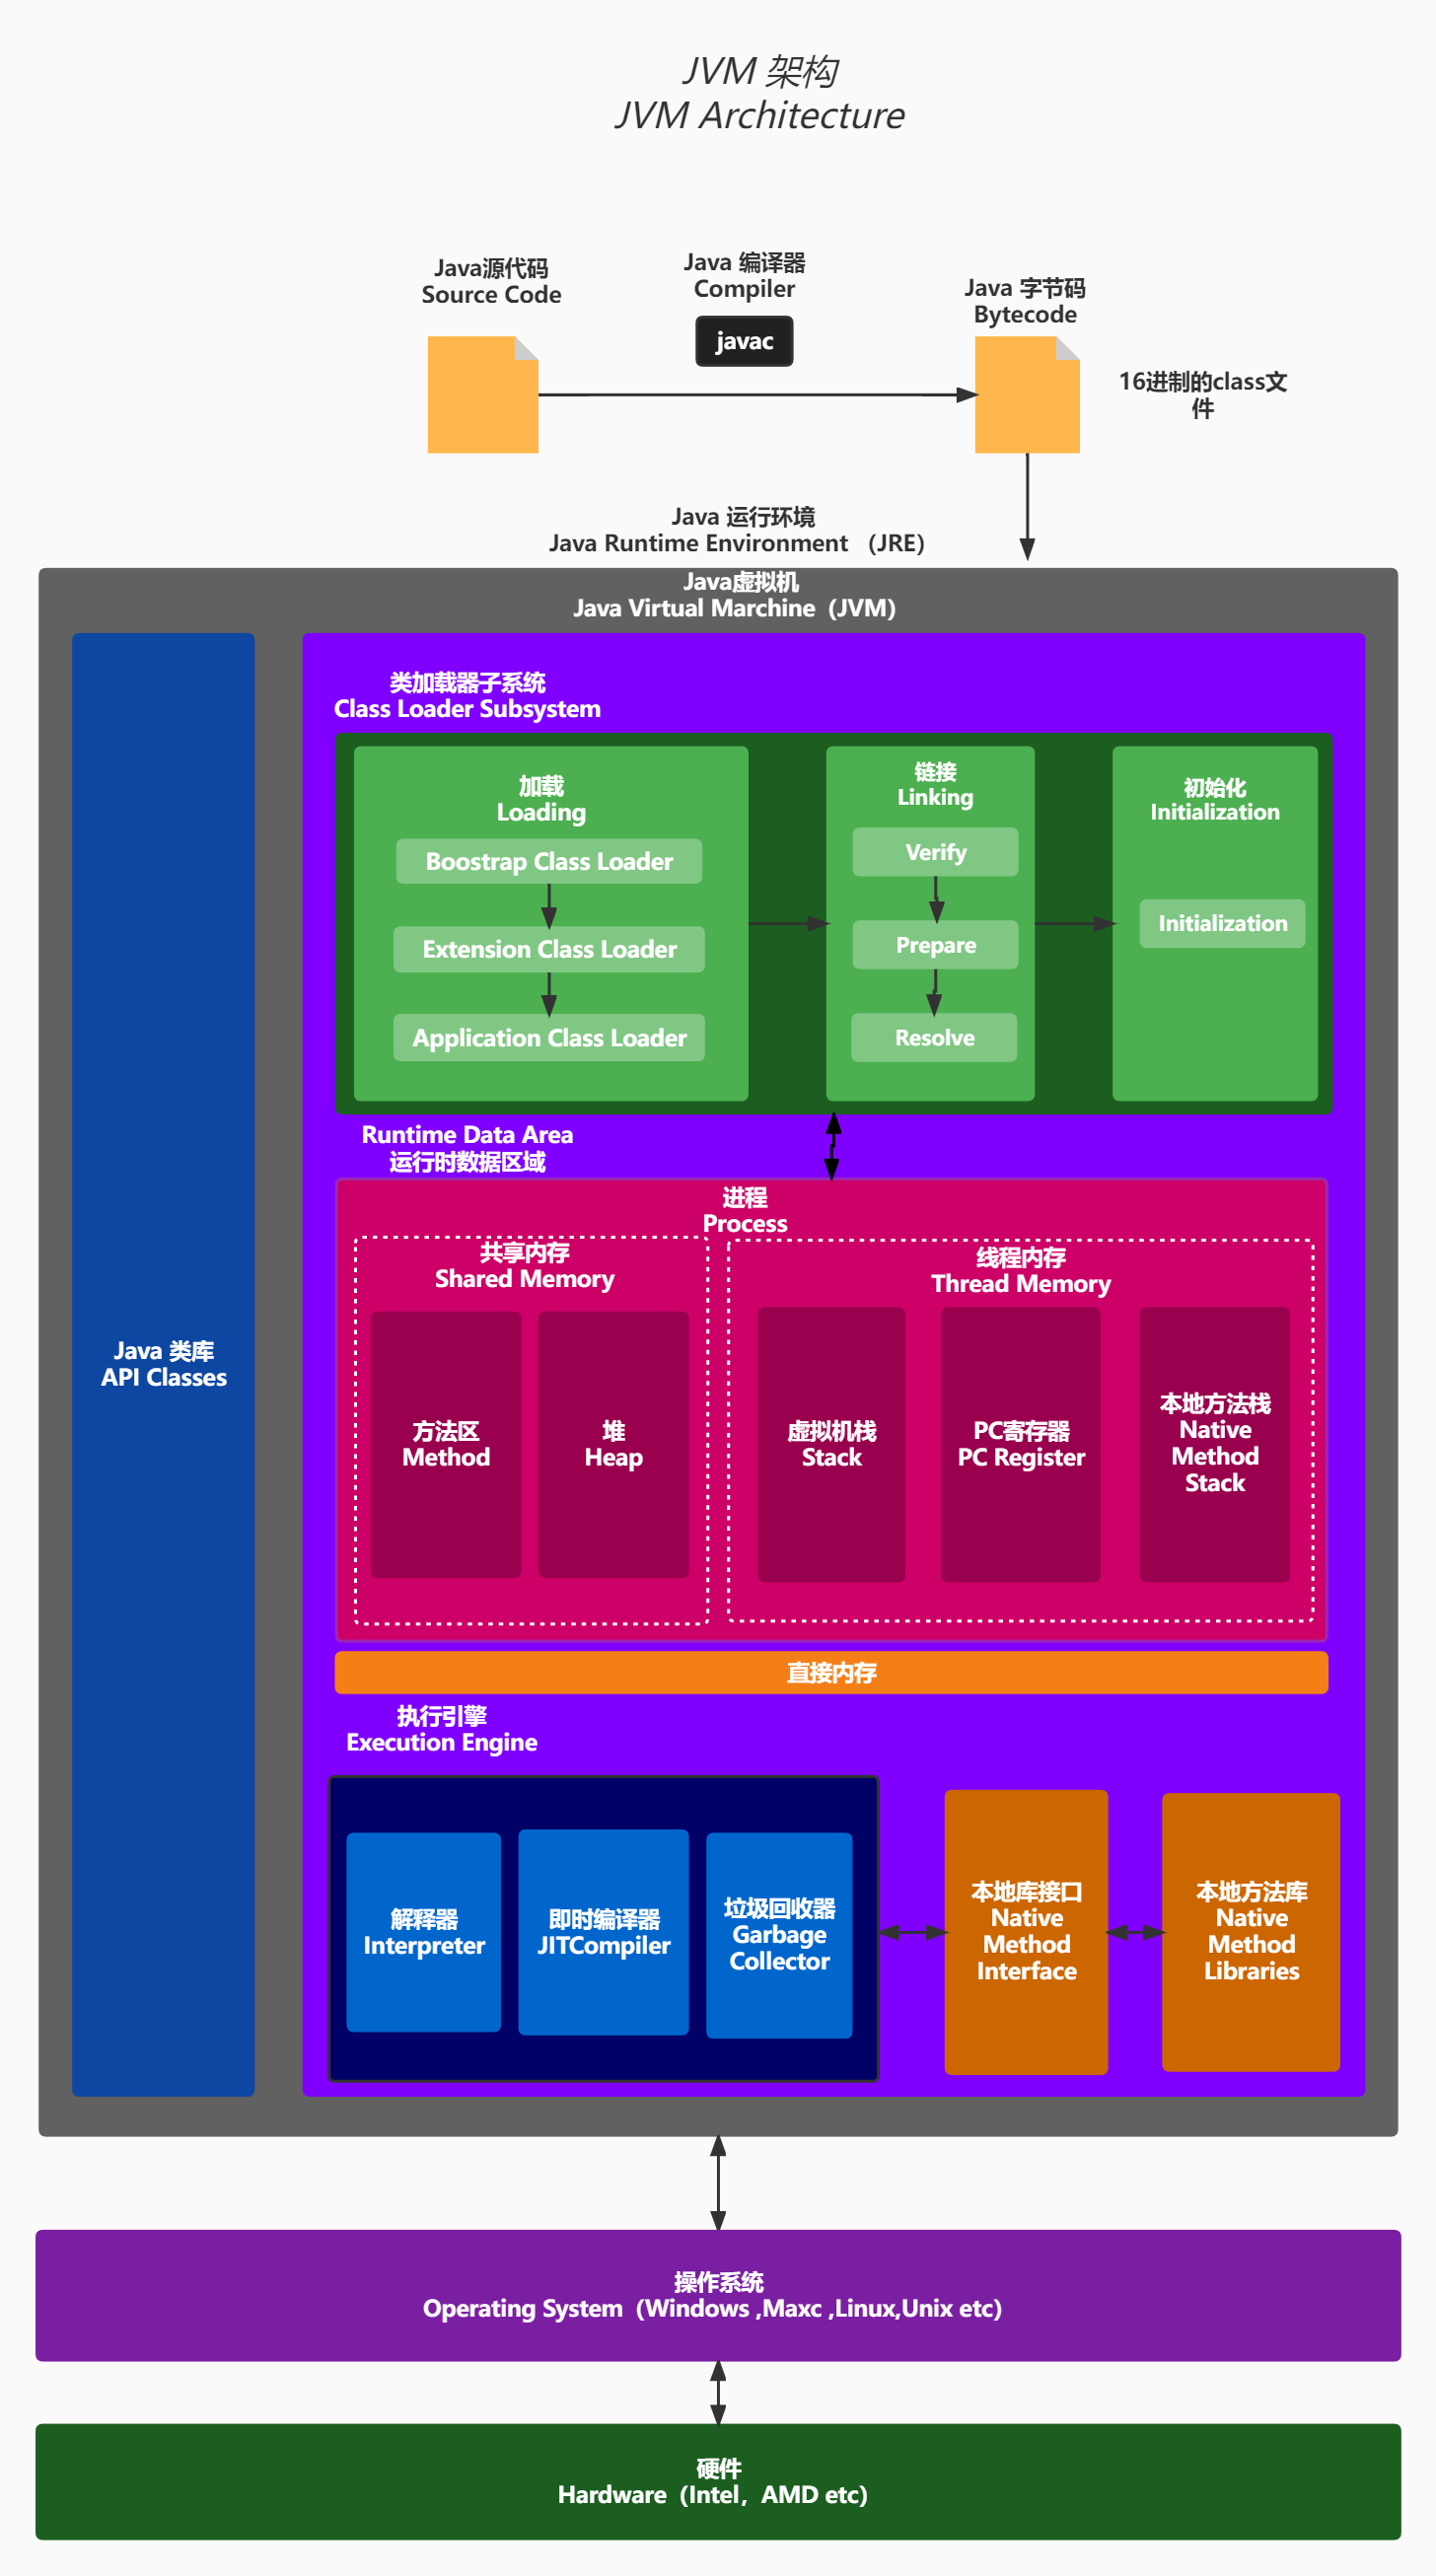 JVM 架构
JVM Architecture
Java源代码
Source Code
Java 编译器
Compiler
javac
Java 字节码
Bytecode
16进制的class文
件
Java 运行环境
Java Runtime Environment （JRE）
Java虚拟机
Java Virtual Marchine（JVM）
Java 类库
API Classes
类加载器子系统
Class Loader Subsystem
加载
Loading
Boostrap Class Loader
Extension Class Loader
Application Class Loader
链接
Linking
Verify
Prepare
Resolve
初始化
Initialization
Initialization
Runtime Data Area
运行时数据区域
进程
Process
共享内存
Shared Memory
方法区
Method
堆
Heap
线程内存
Thread Memory
虚拟机栈
Stack
PC寄存器
PC Register
本地方法栈
Native
Method
Stack
直接内存
执行引擎
Execution Engine
解释器
Interpreter
即时编译器
JITCompiler
垃圾回收器
Garbage
Collector
本地库接口
Native
Method
Interface
本地方法库
Native
Method
Libraries
操作系统
Operating System（Windows ,Maxc ,Linux,Unix etc）
硬件
Hardware（Intel，AMD etc）